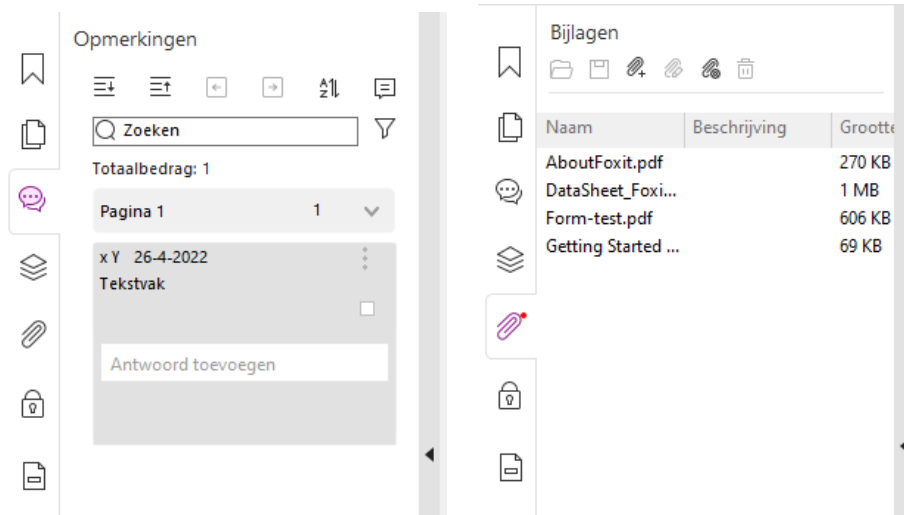 Opmerkingen
Zoeken
Totaalbedrag: 1
Pagina 1 1
x Y 26-4-2022
Tekstvak
Antwoord toevoegen
Bijlagen
Naam Beschrijving Grootte
AboutFoxit.pdf 270 KB
DataSheet_Foxi... 1 MB
Form-test.pdf 606 KB
Getting Started ... 69 KB